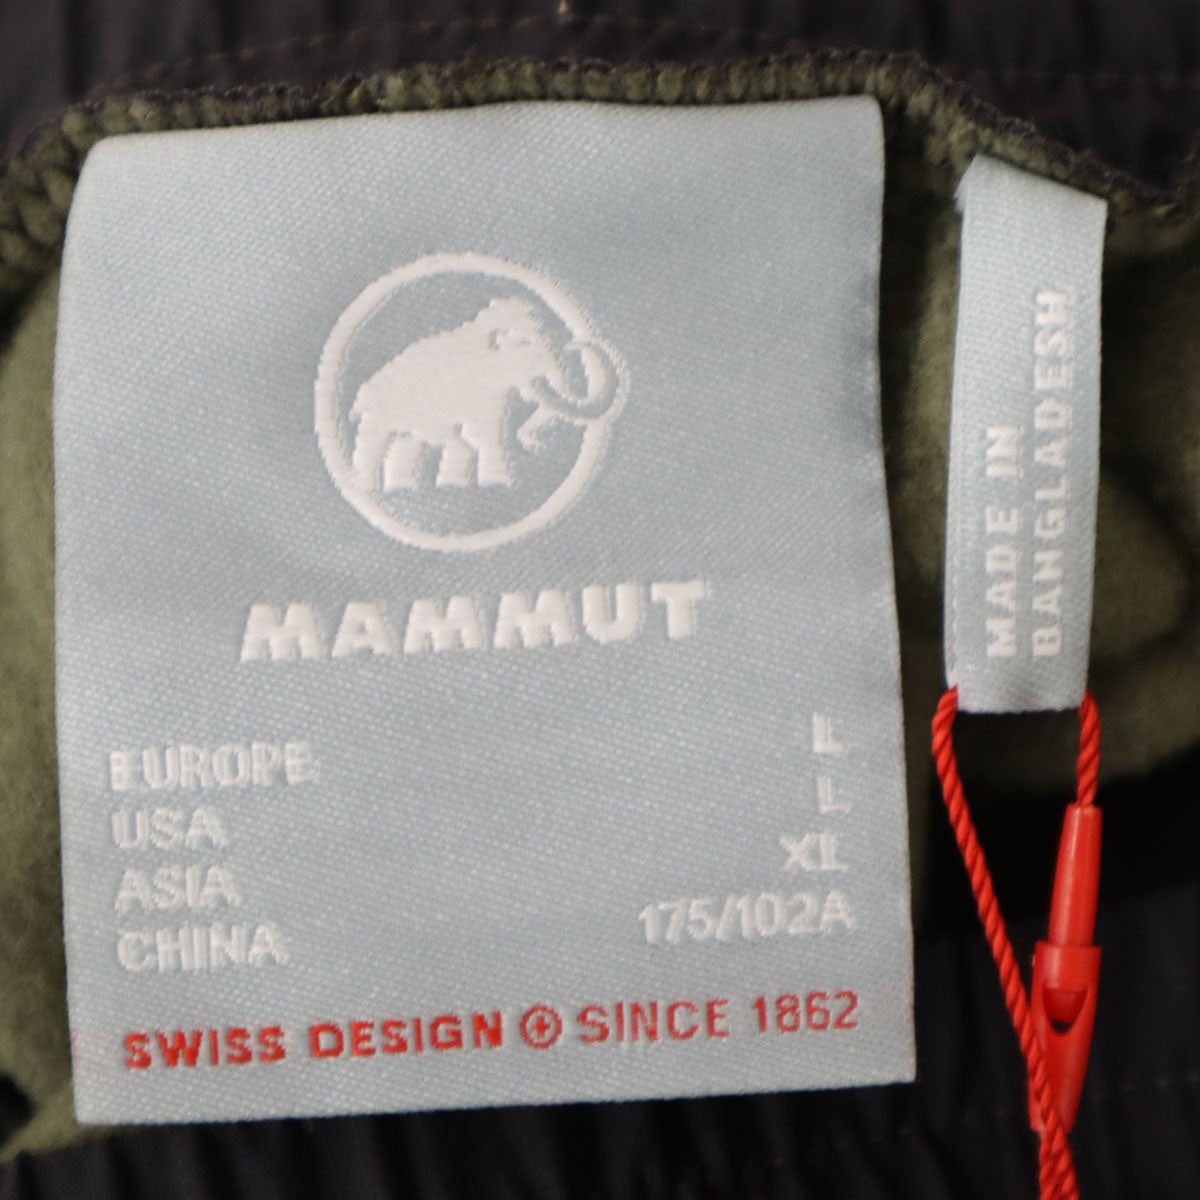 MAMMUT
EUROPE L
USA L
ASIA XL
CHINA 175/102A
SWISS DESIGN SINCE 1862
MADE IN
BANGLADESH